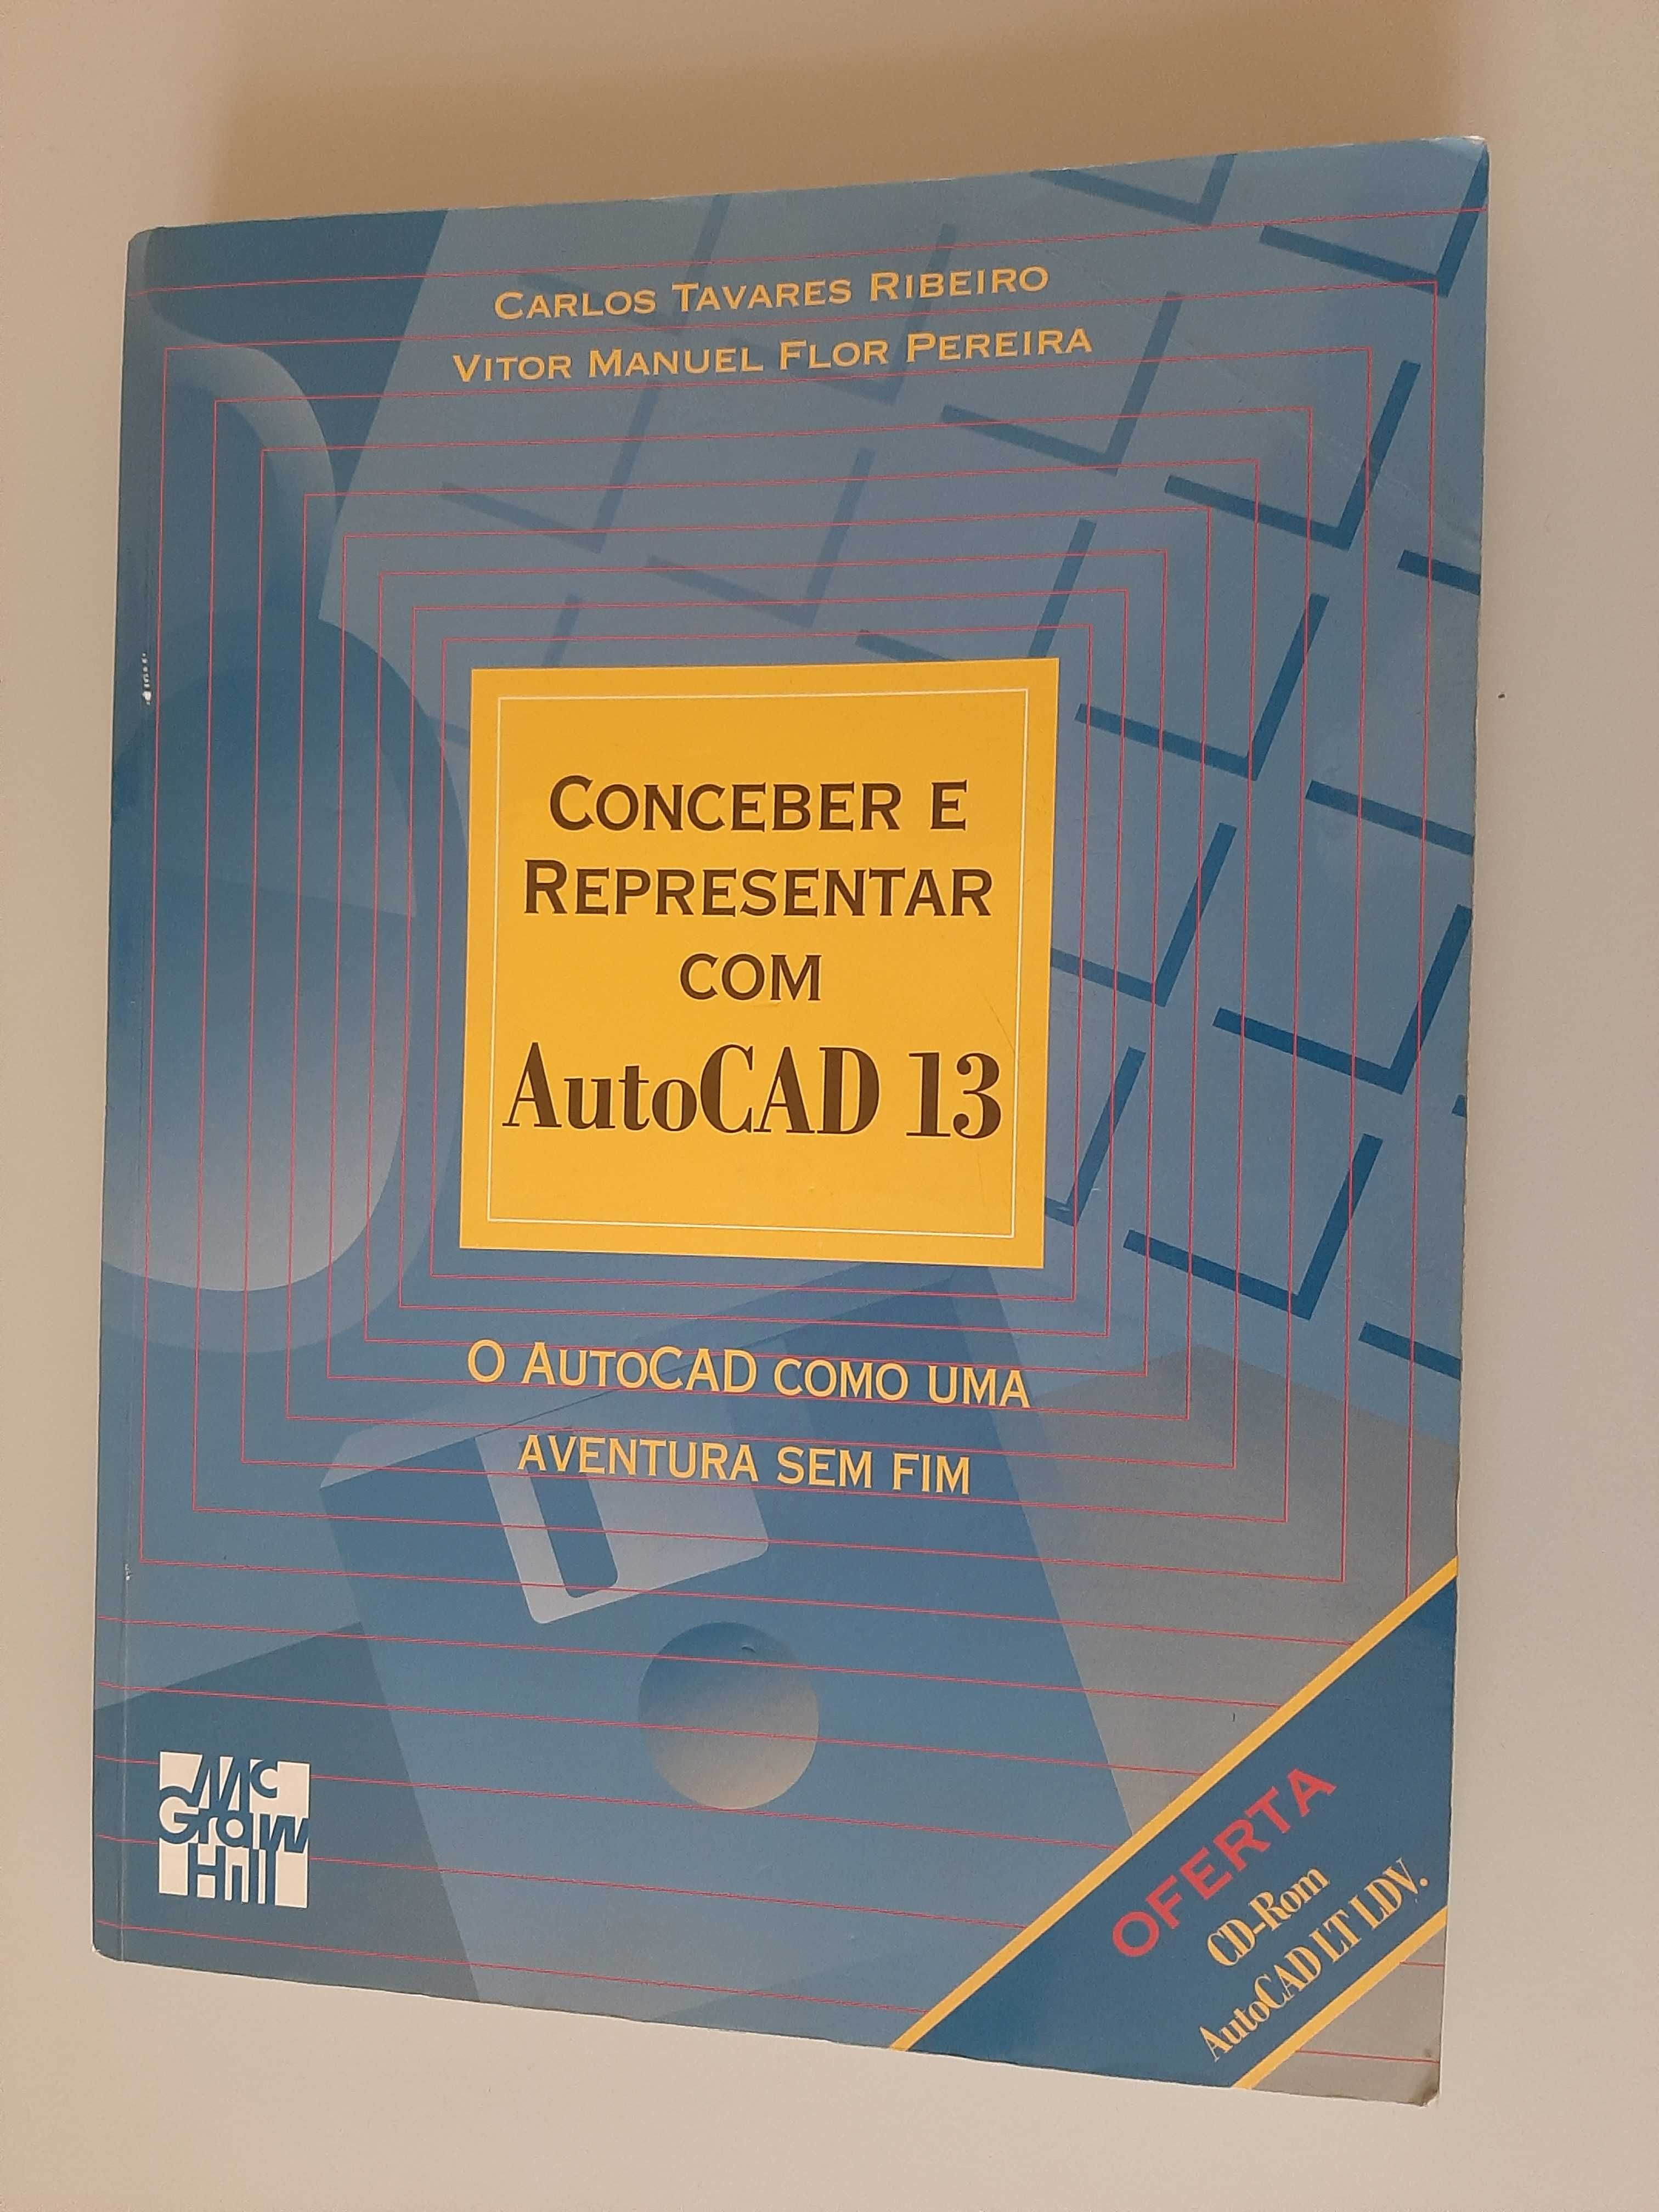 CARLOS TAVARES RIBEIRO
VITOR MANUEL FLOR PEREIRA
CONCEBER E
REPRESENTAR
COM
AutoCAD 13
O AUTOCAD COMO UMA
AVENTURA SEM FIM
Mc
Graw
Hill
OFERTA
CD-Rom
AutoCAD LT LDV.